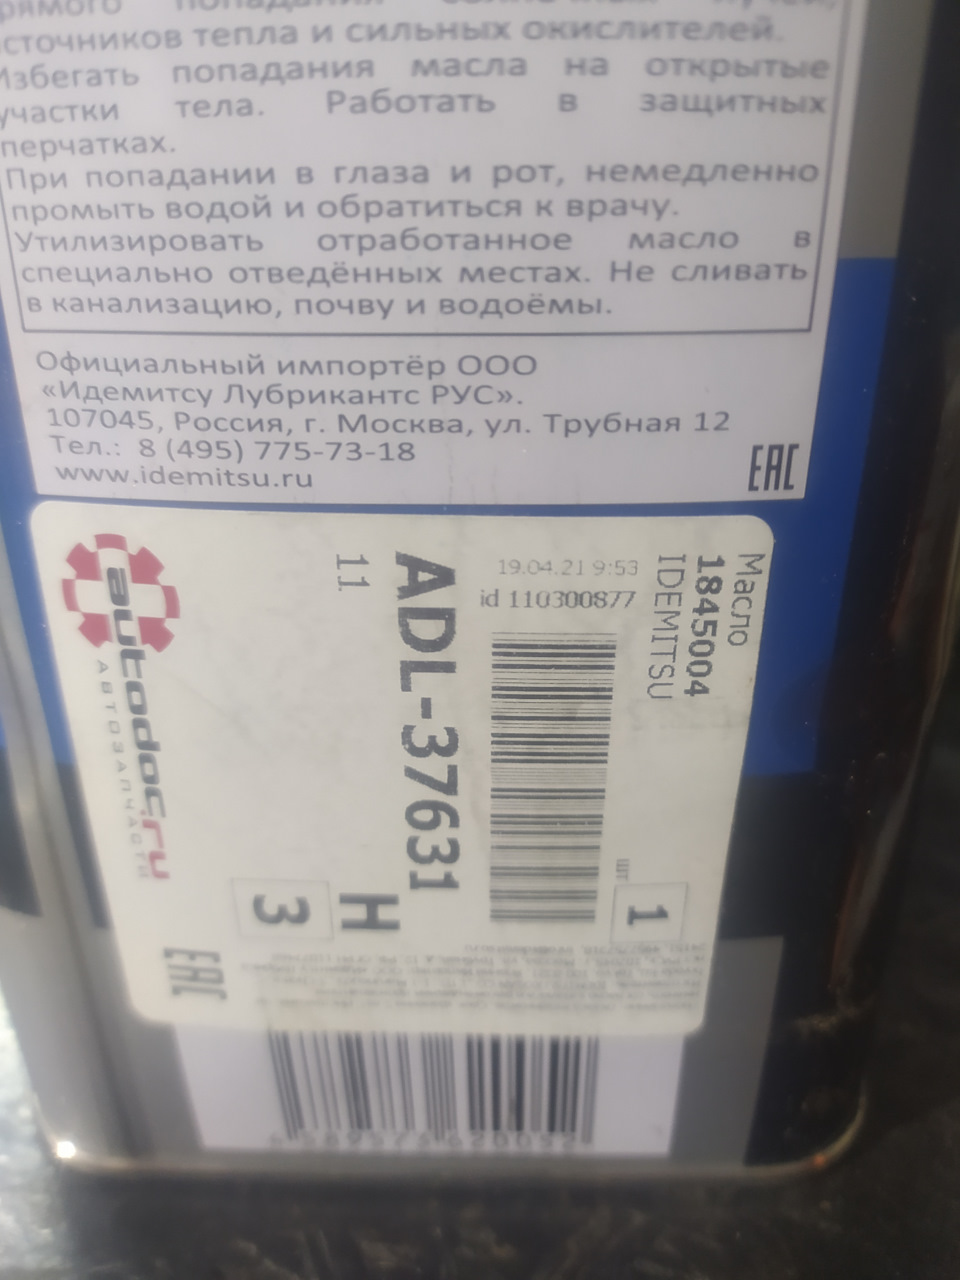 рямого попадания
сточников тепла и сильных окислителей.
Избегать попадания масла на открытые
участки тела. Работать в защитных
перчатках.
При попадании в глаза и рот, немедленно
промыть водой и обратиться к врачу.
Утилизировать отработанное масло в
специально отведённых местах. Не сливать
в канализацию, почву и водоёмы.
Официальный импортёр ООО
«Идемитсу Лубрикантс РУС».
107045, Россия, г. Москва, ул. Трубная 12
Тел.: 8 (495) 775-73-18
www.idemitsu.ru
EAC
Масло
1845004
IDEMITSU
19.04.21 9:53
id 110300877
1
шт
ADL-37631
11
H
3
autodoc.ru
АВТОЗАПЧАСТИ
EAC